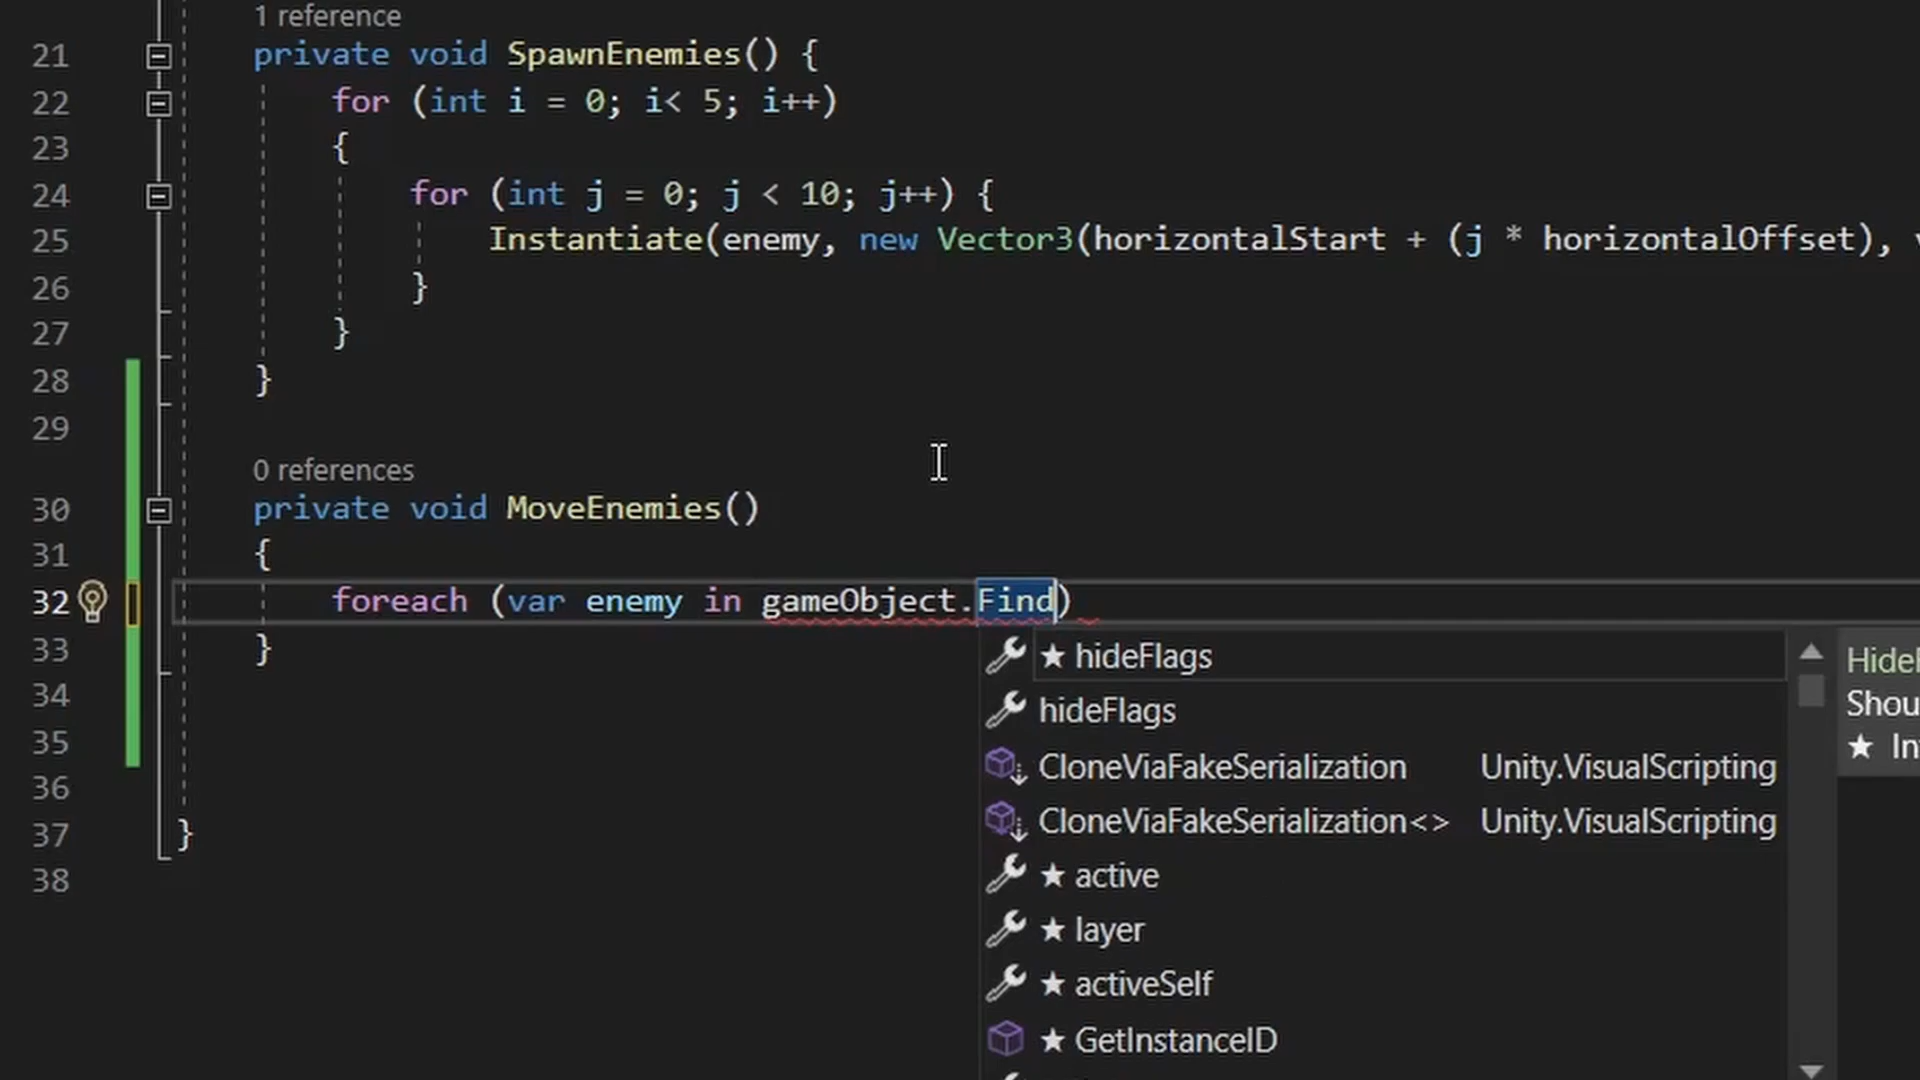 1 reference
21 private void SpawnEnemies() {
22 for (int i = 0; i< 5; i++)
23 {
24 for (int j = 0; j < 10; j++) {
25 Instantiate(enemy, new Vector3(horizontalStart + (j * horizontalOffset), v
26 }
27 }
28 }
29
0 references
30 private void MoveEnemies()
31 {
32 foreach (var enemy in gameObject.Find)
33 }
34
35
36
37 }
38
★ hideFlags
hideFlags
CloneViaFakeSerialization Unity.VisualScripting
CloneViaFakeSerialization<> Unity.VisualScripting
★ active
★ layer
★ activeSelf
★ GetInstanceID
HideF
Shou
★ Int